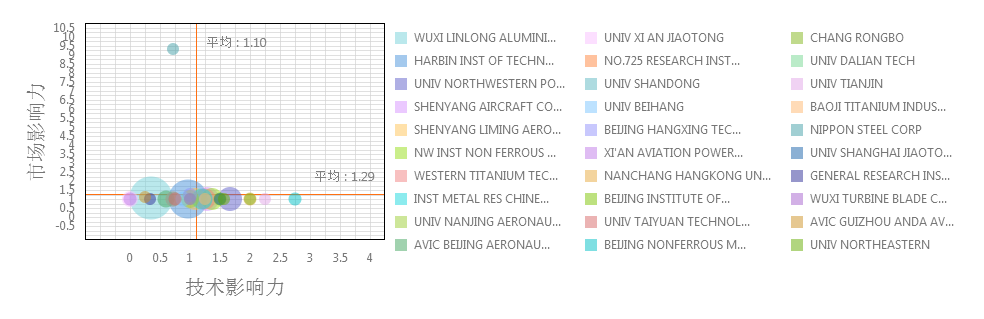 10.5
10
9.5
9
8.5
8
7.5
7
6.5
6
5.5
5
4.5
4
3.5
3
2.5
2
1.5
1
0.5
0
-0.5
市场影响力
平均 : 1.10
平均 : 1.29
0 0.5 1 1.5 2 2.5 3 3.5 4
技术影响力
WUXI LINLONG ALUMINI...
HARBIN INST OF TECHN...
UNIV NORTHWESTERN PO...
SHENYANG AIRCRAFT CO...
SHENYANG LIMING AERO...
NW INST NON FERROUS ...
WESTERN TITANIUM TEC...
INST METAL RES CHINE...
UNIV NANJING AERONAU...
AVIC BEIJING AERONAU...
UNIV XI AN JIAOTONG
NO.725 RESEARCH INST...
UNIV SHANDONG
UNIV BEIHANG
BEIJING HANGXING TEC...
XI'AN AVIATION POWER...
NANCHANG HANGKONG UN...
BEIJING INSTITUTE OF...
UNIV TAIYUAN TECHNOL...
BEIJING NONFERROUS M...
CHANG RONGBO
UNIV DALIAN TECH
UNIV TIANJIN
BAOJI TITANIUM INDUS...
NIPPON STEEL CORP
UNIV SHANGHAI JIAOTO...
GENERAL RESEARCH INS...
WUXI TURBINE BLADE C...
AVIC GUIZHOU ANDA AV...
UNIV NORTHEASTERN